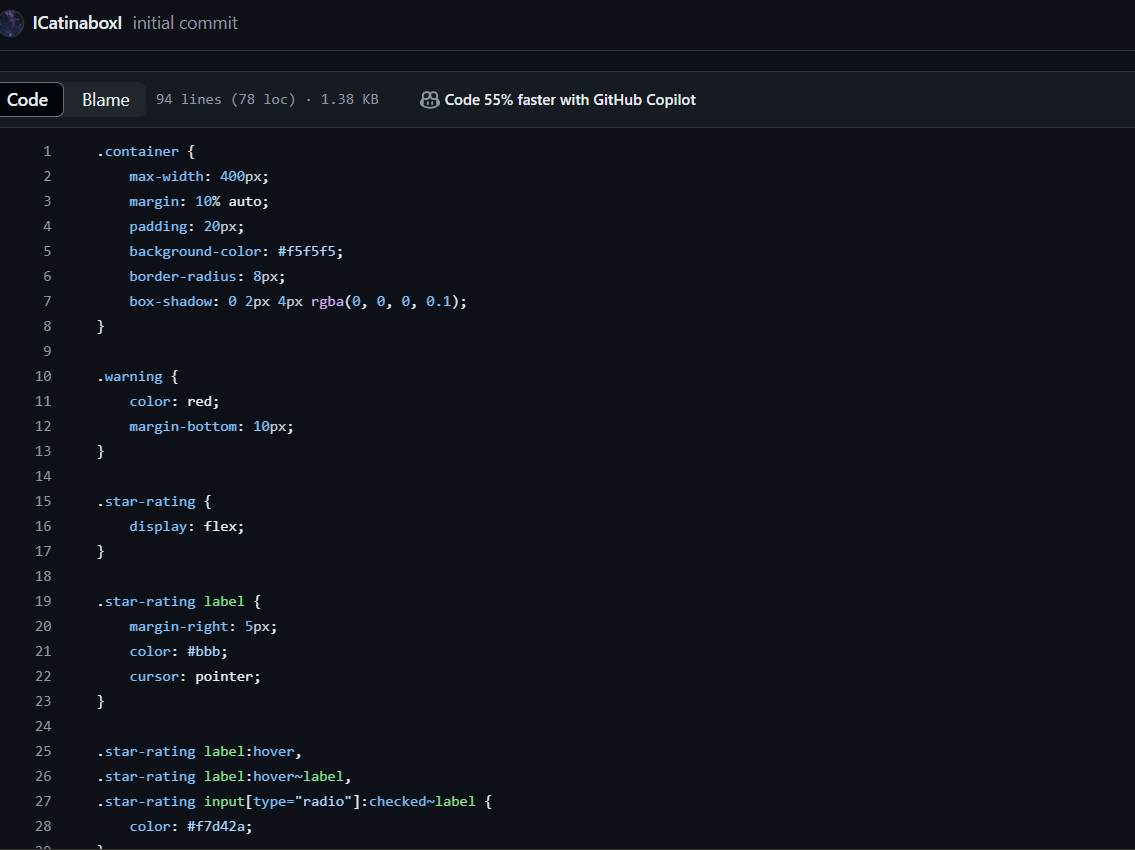 ICatinaboxI initial commit
Code Blame 94 lines (78 loc) · 1.38 KB Code 55% faster with GitHub Copilot
1 .container {
2 max-width: 400px;
3 margin: 10% auto;
4 padding: 20px;
5 background-color: #f5f5f5;
6 border-radius: 8px;
7 box-shadow: 0 2px 4px rgba(0, 0, 0, 0.1);
8 }
9
10 .warning {
11 color: red;
12 margin-bottom: 10px;
13 }
14
15 .star-rating {
16 display: flex;
17 }
18
19 .star-rating label {
20 margin-right: 5px;
21 color: #bbb;
22 cursor: pointer;
23 }
24
25 .star-rating label:hover,
26 .star-rating label:hover~label,
27 .star-rating input[type="radio"]:checked~label {
28 color: #f7d42a;
29 }